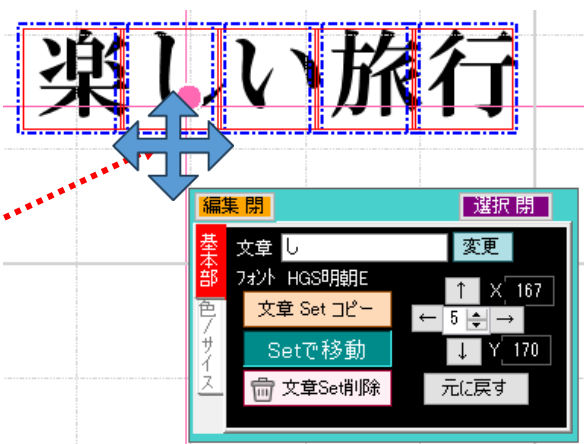 楽しい旅行
編集 閉
選択 閉
基本部
色/サイズ
文章 し 変更
フォント HGS明朝E
文章 Set コピー
Setで移動
文章Set削除
↑ X 167
← 5 →
↓ Y 170
元に戻す